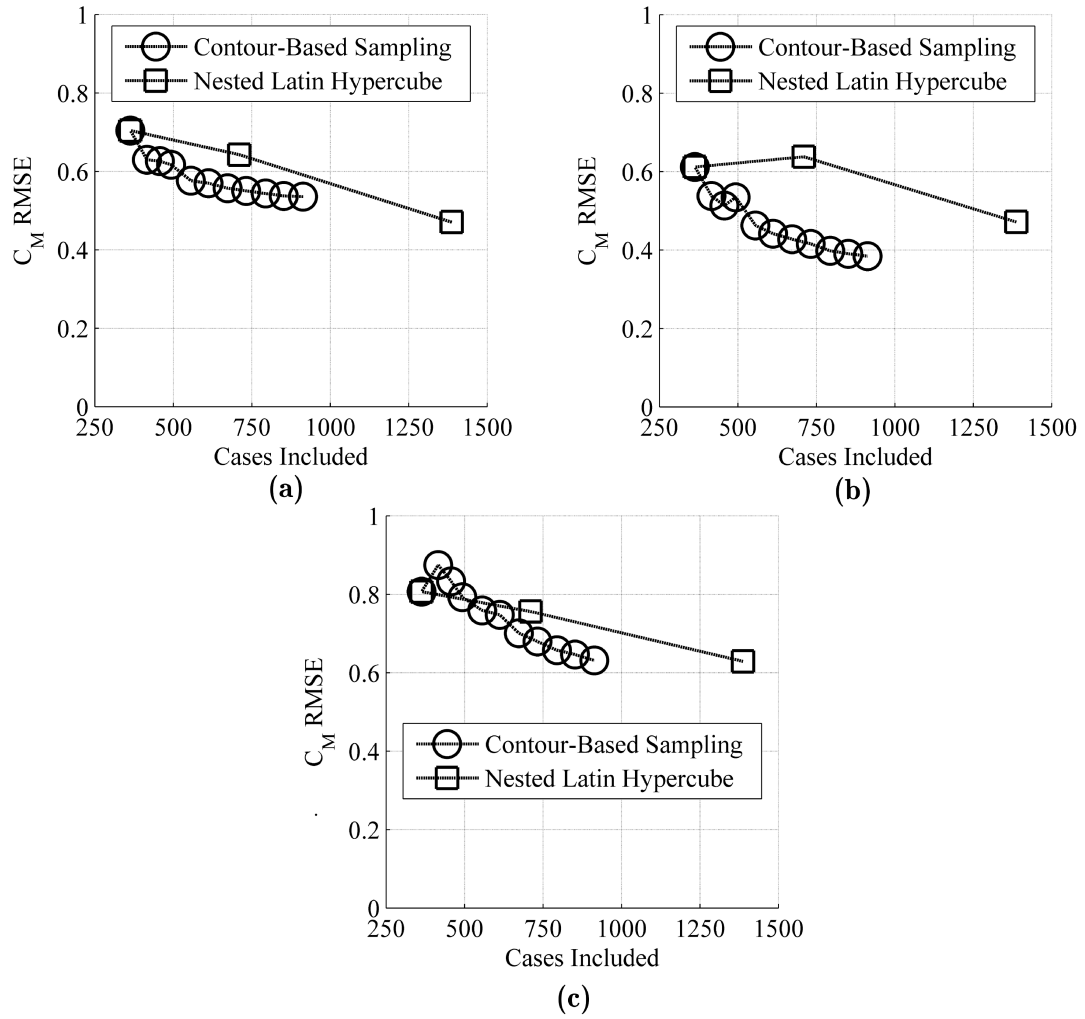 1
0.8
0.6
0.4
0.2
0
C_M RMSE
Contour-Based Sampling
Nested Latin Hypercube
250 500 750 1000 1250 1500
Cases Included
(a)
1
0.8
0.6
0.4
0.2
0
C_M RMSE
Contour-Based Sampling
Nested Latin Hypercube
250 500 750 1000 1250 1500
Cases Included
(b)
1
0.8
0.6
0.4
0.2
0
C_M RMSE
Contour-Based Sampling
Nested Latin Hypercube
250 500 750 1000 1250 1500
Cases Included
(c)